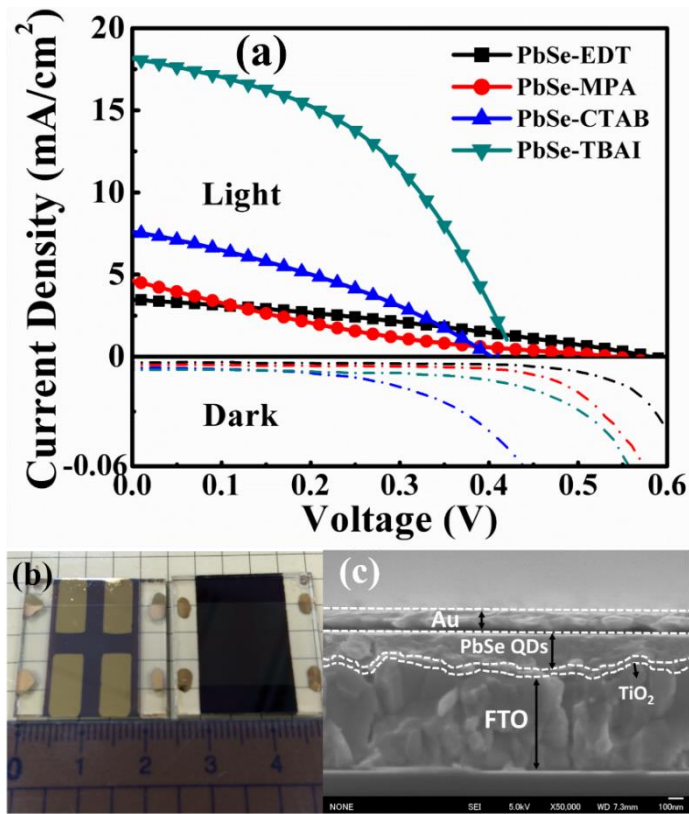 (a)
PbSe-EDT
PbSe-MPA
PbSe-CTAB
PbSe-TBAI
Light
Dark
Current Density (mA/cm²)
20
15
10
5
0
-0.06
0.0 0.1 0.2 0.3 0.4 0.5 0.6
Voltage (V)
(b)
0 1 2 3 4
(c)
Au
PbSe QDs
TiO₂
FTO
NONE SEI 5.0kV X50,000 WD 7.3mm 100nm